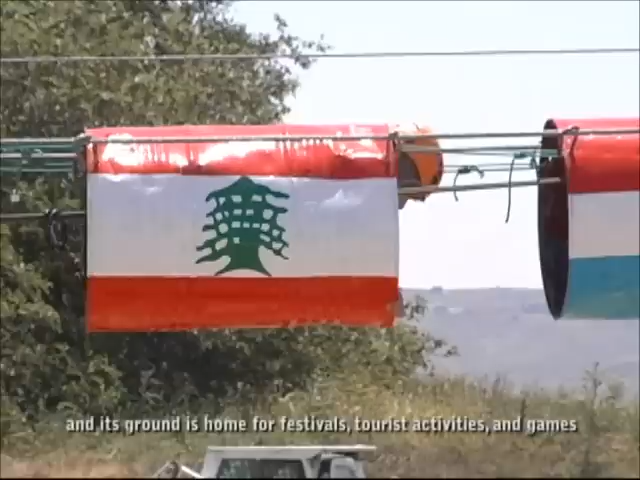 and its ground is home for festivals, tourist activities, and games